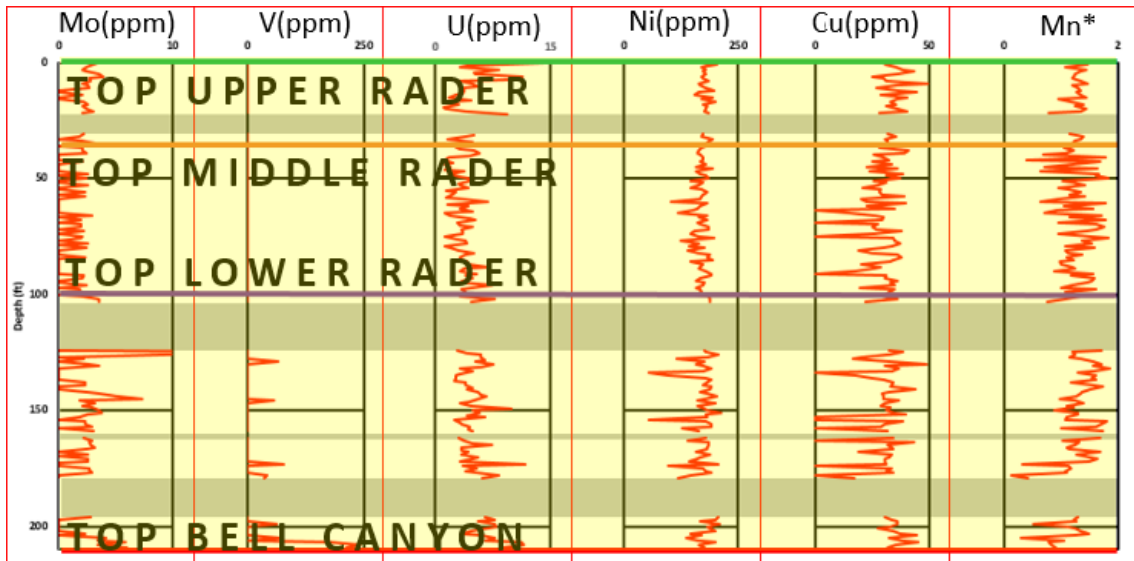 Mo(ppm) V(ppm) U(ppm) Ni(ppm) Cu(ppm) Mn*
0 10 0 250 0 15 0 250 0 50 0 2
0
TOP UPPER RADER
TOP MIDDLE RADER
50
TOP LOWER RADER
100
Depth (ft)
150
200
TOP BELL CANYON